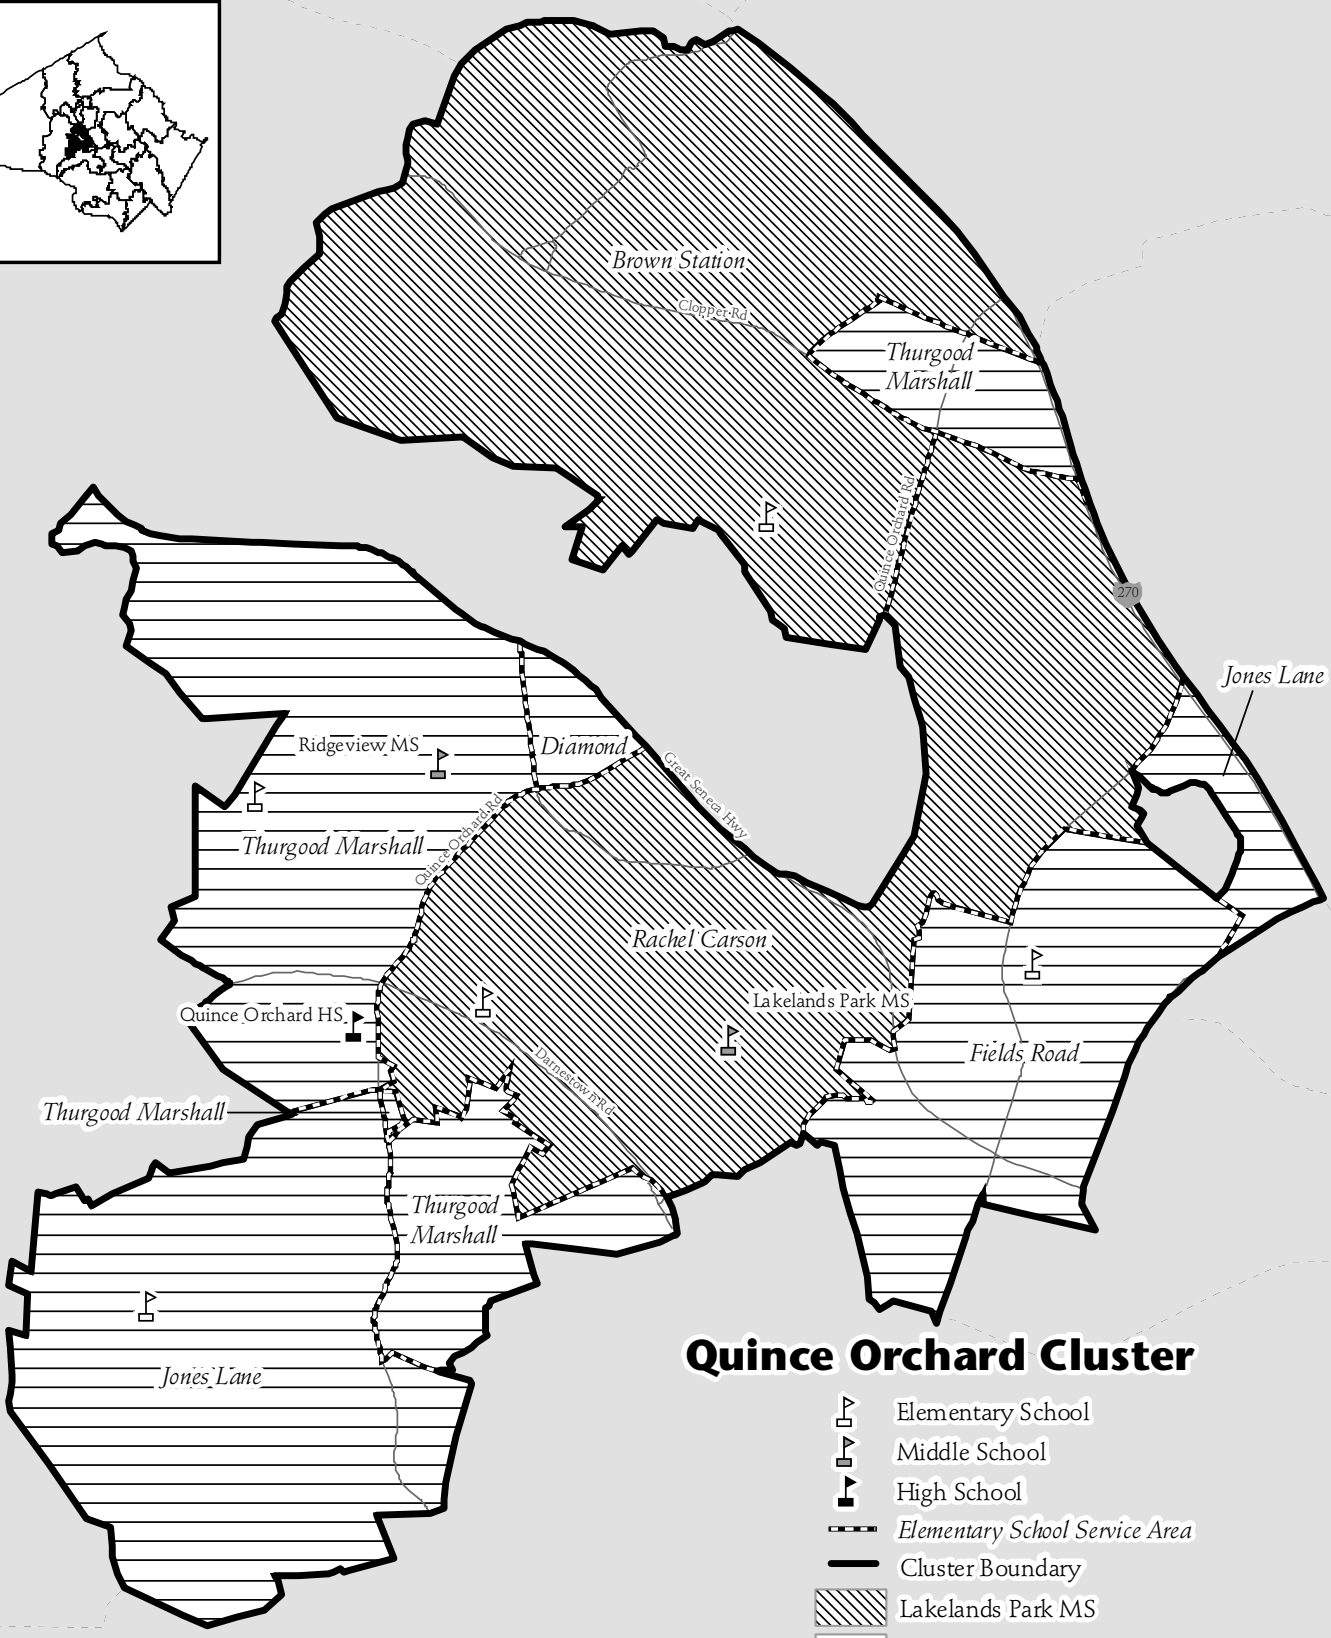 Brown Station
Clopper Rd
Thurgood
Marshall
Quince Orchard Rd
270
Jones Lane
Ridgeview MS
Diamond
Great Seneca Hwy
Quince Orchard Rd
Thurgood Marshall
Rachel Carson
Lakelands Park MS
Quince Orchard HS
Fields Road
Darnestown Rd
Thurgood Marshall
Thurgood
Marshall
Jones Lane
Quince Orchard Cluster
Elementary School
Middle School
High School
Elementary School Service Area
Cluster Boundary
Lakelands Park MS